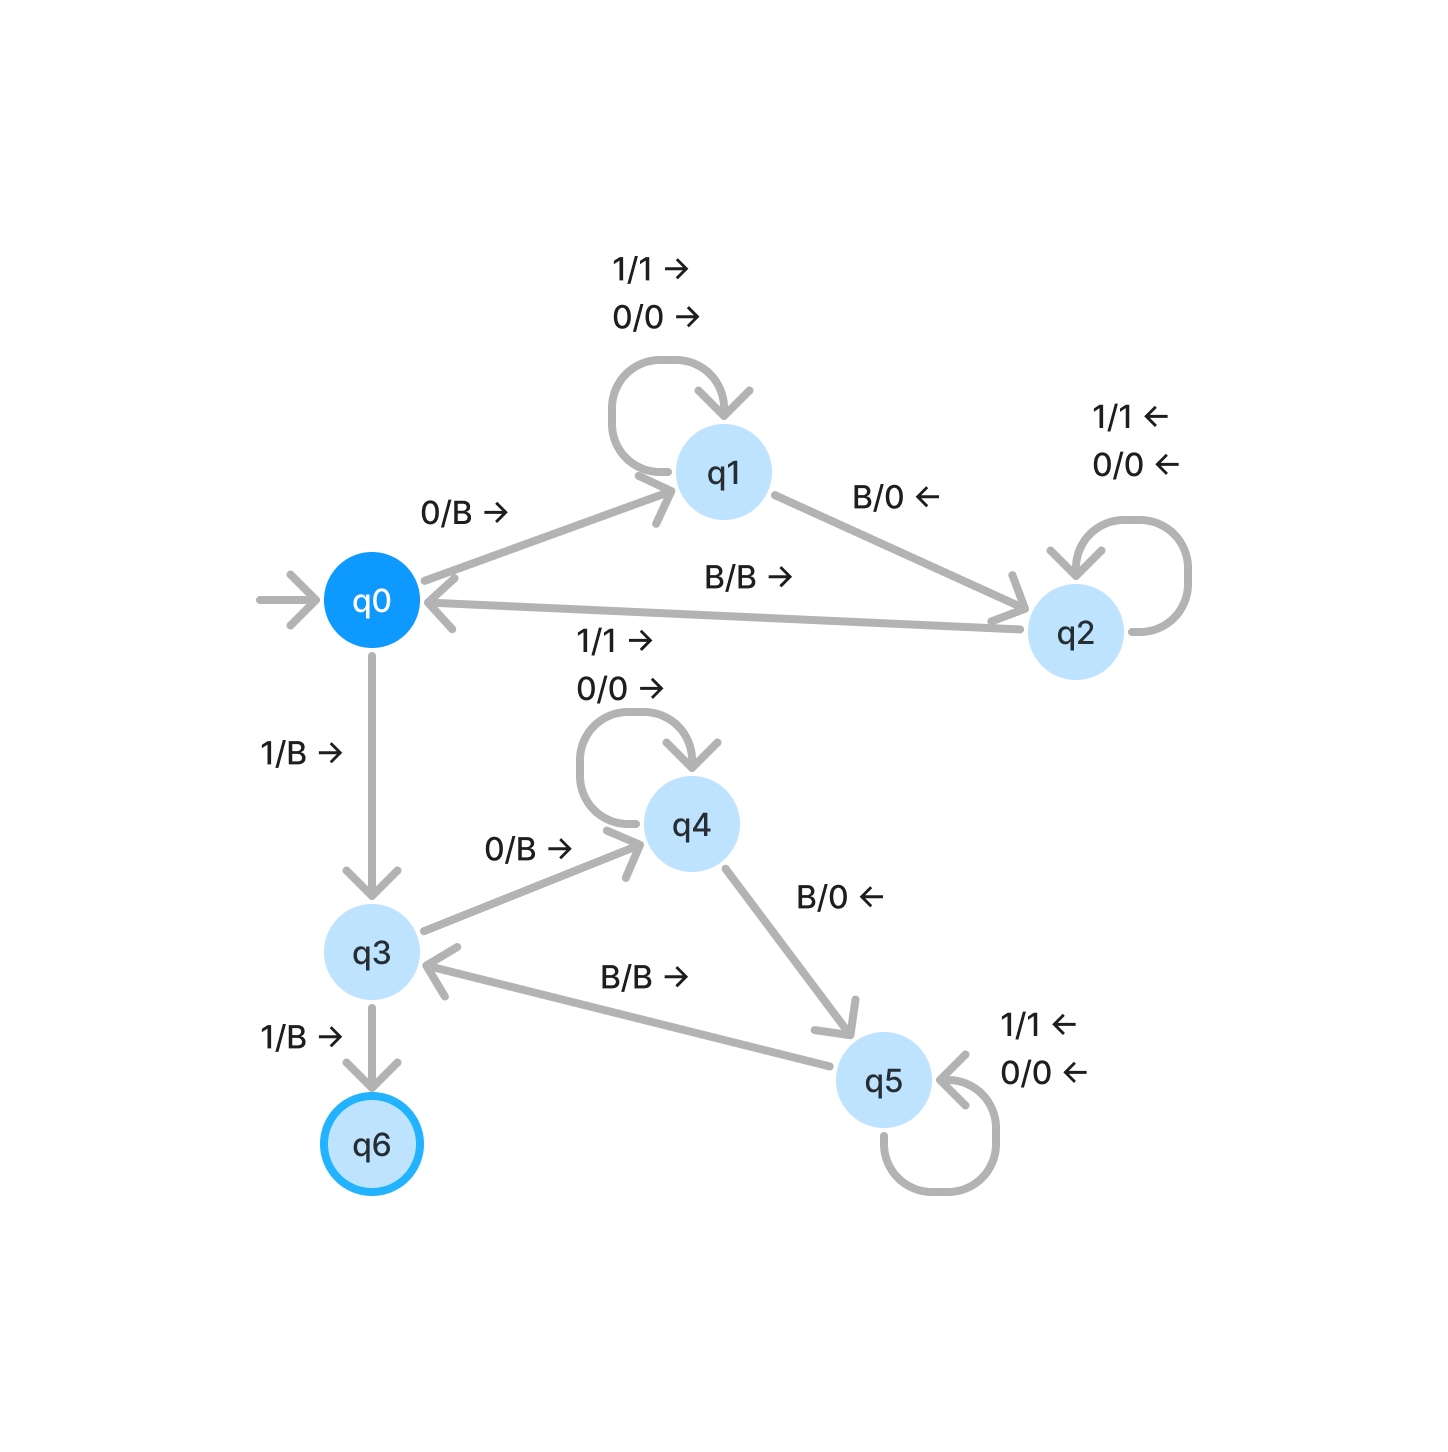 1/1 →
0/0 →
1/1 ←
0/0 ←
q1
B/0 ←
0/B →
B/B →
q0
q2
1/1 →
0/0 →
1/B →
q4
0/B →
B/0 ←
q3
B/B →
1/B →
1/1 ←
0/0 ←
q5
q6